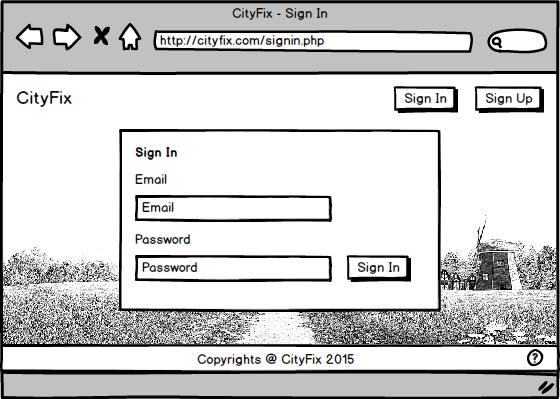 CityFix - Sign In
http://cityfix.com/signin.php
CityFix
Sign In
Sign Up
Sign In
Email
Email
Password
Password
Sign In
Copyrights @ CityFix 2015
?